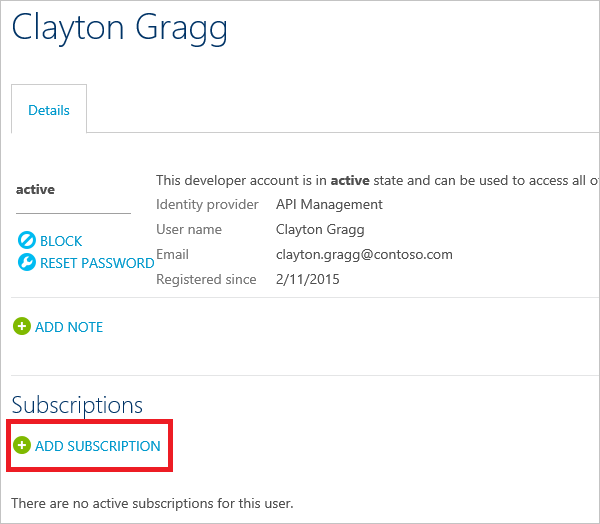 Clayton Gragg
Details
active
This developer account is in active state and can be used to access all of
Identity provider API Management
User name Clayton Gragg
Email clayton.gragg@contoso.com
Registered since 2/11/2015
BLOCK
RESET PASSWORD
ADD NOTE
Subscriptions
ADD SUBSCRIPTION
There are no active subscriptions for this user.